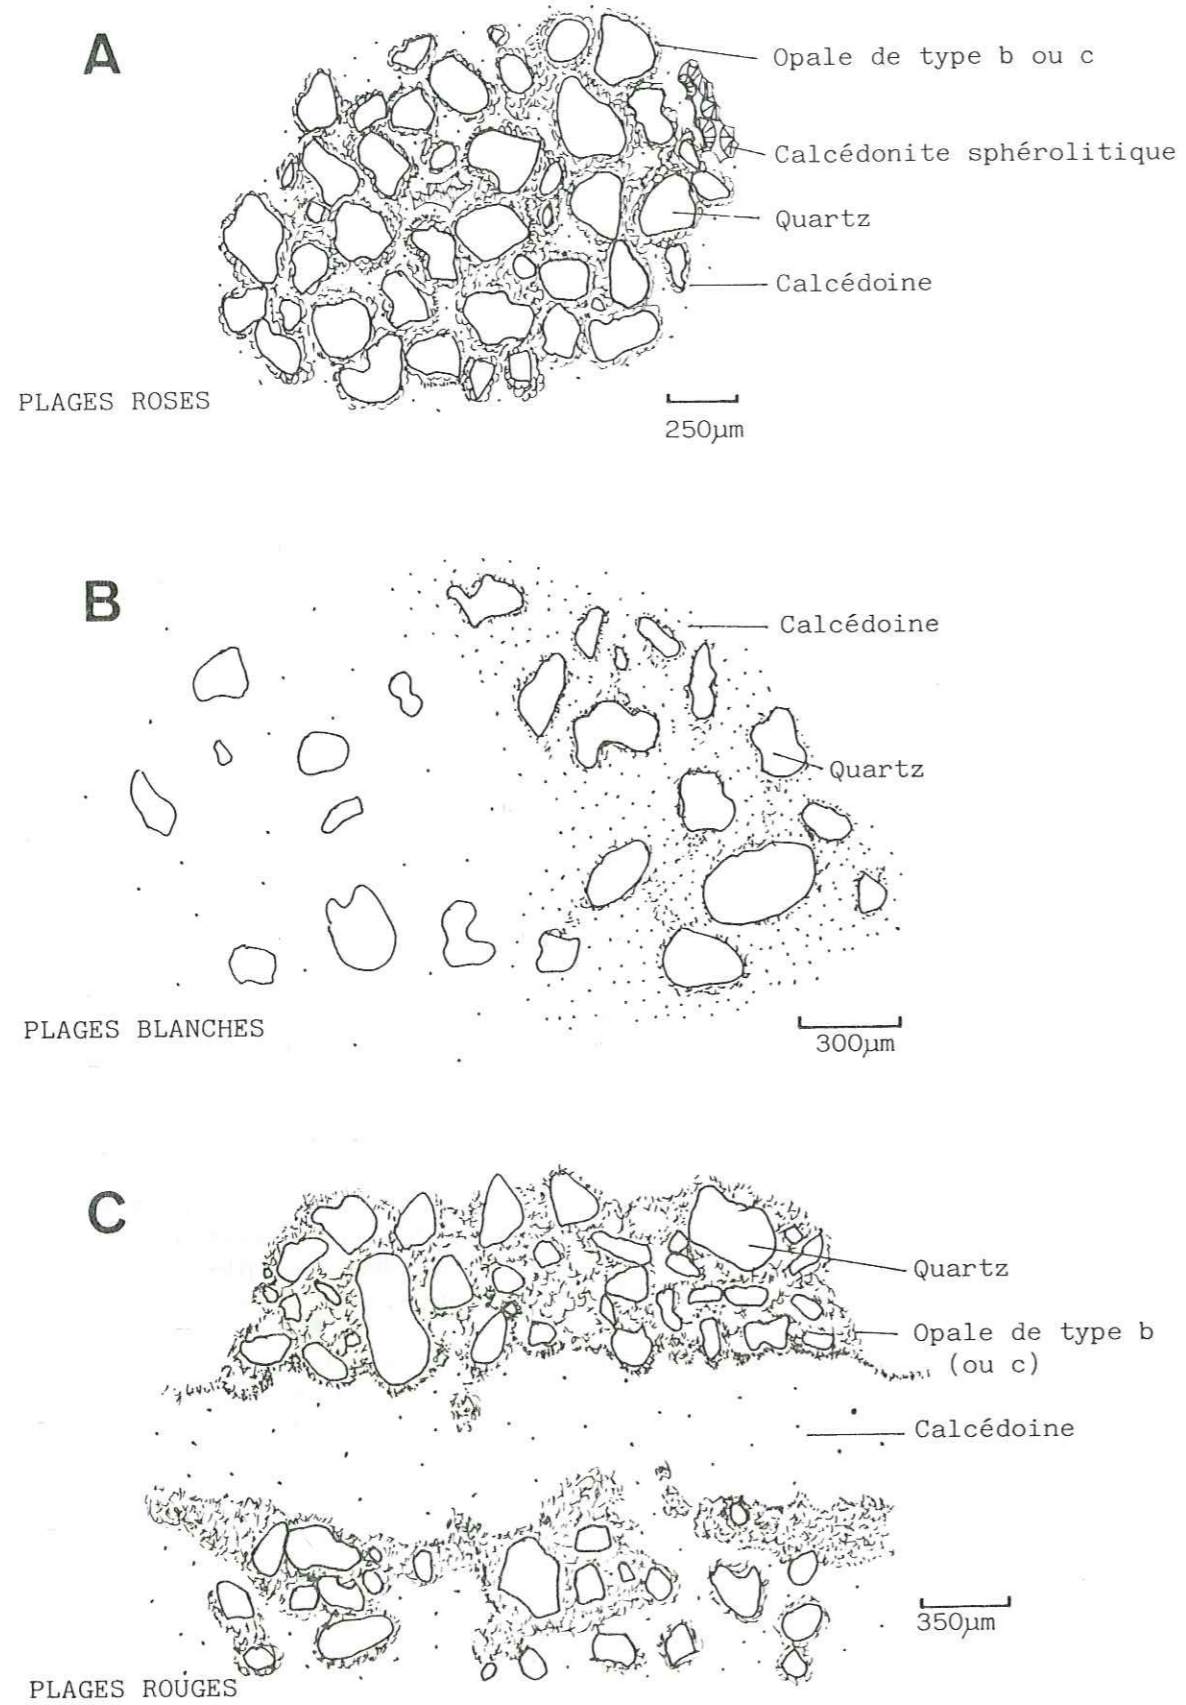 A
Opale de type b ou c
Calcédonite sphérolitique
Quartz
Calcédoine
PLAGES ROSES
250µm
B
Calcédoine
Quartz
PLAGES BLANCHES
300µm
C
Quartz
Opale de type b
(ou c)
Calcédoine
350µm
PLAGES ROUGES